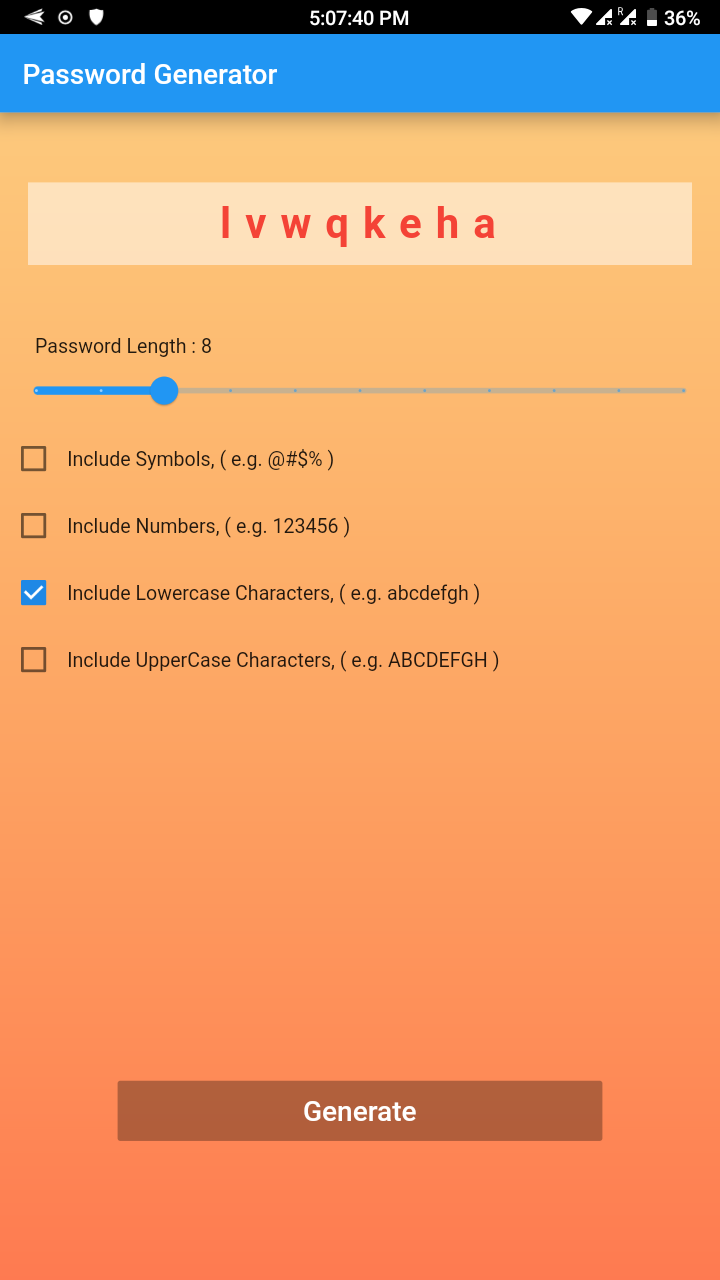 5:07:40 PM R 36%
Password Generator
l v w q k e h a
Password Length : 8
Include Symbols, ( e.g. @#$% )
Include Numbers, ( e.g. 123456 )
Include Lowercase Characters, ( e.g. abcdefgh )
Include UpperCase Characters, ( e.g. ABCDEFGH )
Generate